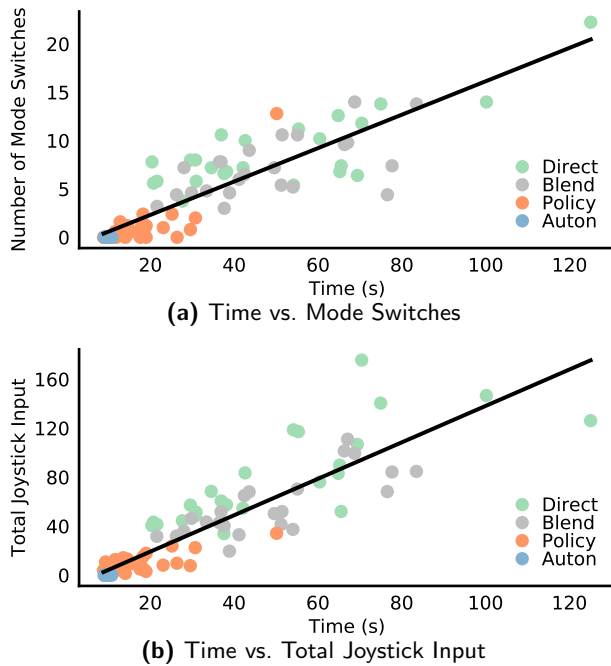 Number of Mode Switches
20
15
10
5
0
Direct
Blend
Policy
Auton
20 40 60 80 100 120
Time (s)
(a) Time vs. Mode Switches
Total Joystick Input
160
120
80
40
0
Direct
Blend
Policy
Auton
20 40 60 80 100 120
Time (s)
(b) Time vs. Total Joystick Input